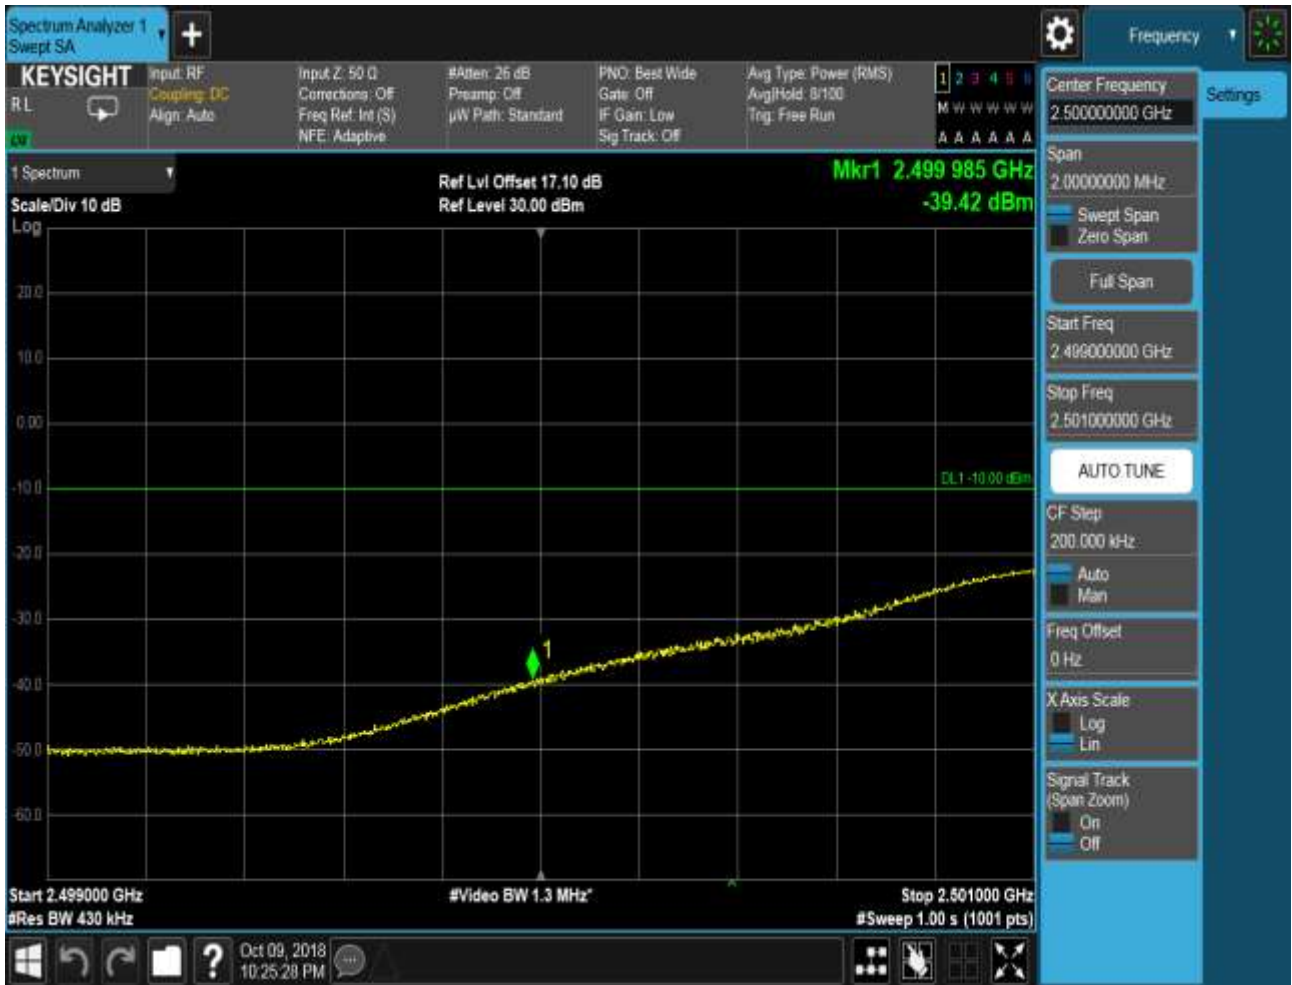 Spectrum Analyzer 1
Swept SA
Frequency
KEYSIGHT
RL
Input: RF
Coupling: DC
Align: Auto
Input Z: 50 Ω
Corrections: Off
Freq Ref: Int (S)
NFE: Adaptive
#Atten: 26 dB
Preamp: Off
µW Path: Standard
PNO: Best Wide
Gate: Off
IF Gain: Low
Sig Track: Off
Avg Type: Power (RMS)
Avg|Hold: 8/100
Trig: Free Run
1 2 3 4 5 6
M W W W W W
A A A A A A
Center Frequency
2.500000000 GHz
Settings
Span
2.00000000 MHz
Swept Span
Zero Span
Full Span
Start Freq
2.499000000 GHz
Stop Freq
2.501000000 GHz
AUTO TUNE
CF Step
200.000 kHz
Auto
Man
Freq Offset
0 Hz
X Axis Scale
Log
Lin
Signal Track
(Span Zoom)
On
Off
1 Spectrum
Scale/Div 10 dB
Ref Lvl Offset 17.10 dB
Ref Level 30.00 dBm
Mkr1 2.499 985 GHz
-39.42 dBm
Log
20.0
10.0
0.00
-10.0
DL1 -10.00 dBm
-20.0
-30.0
1
-40.0
-50.0
-60.0
Start 2.499000 GHz
#Video BW 1.3 MHz*
Stop 2.501000 GHz
#Res BW 430 kHz
#Sweep 1.00 s (1001 pts)
?
Oct 09, 2018
10:25:28 PM